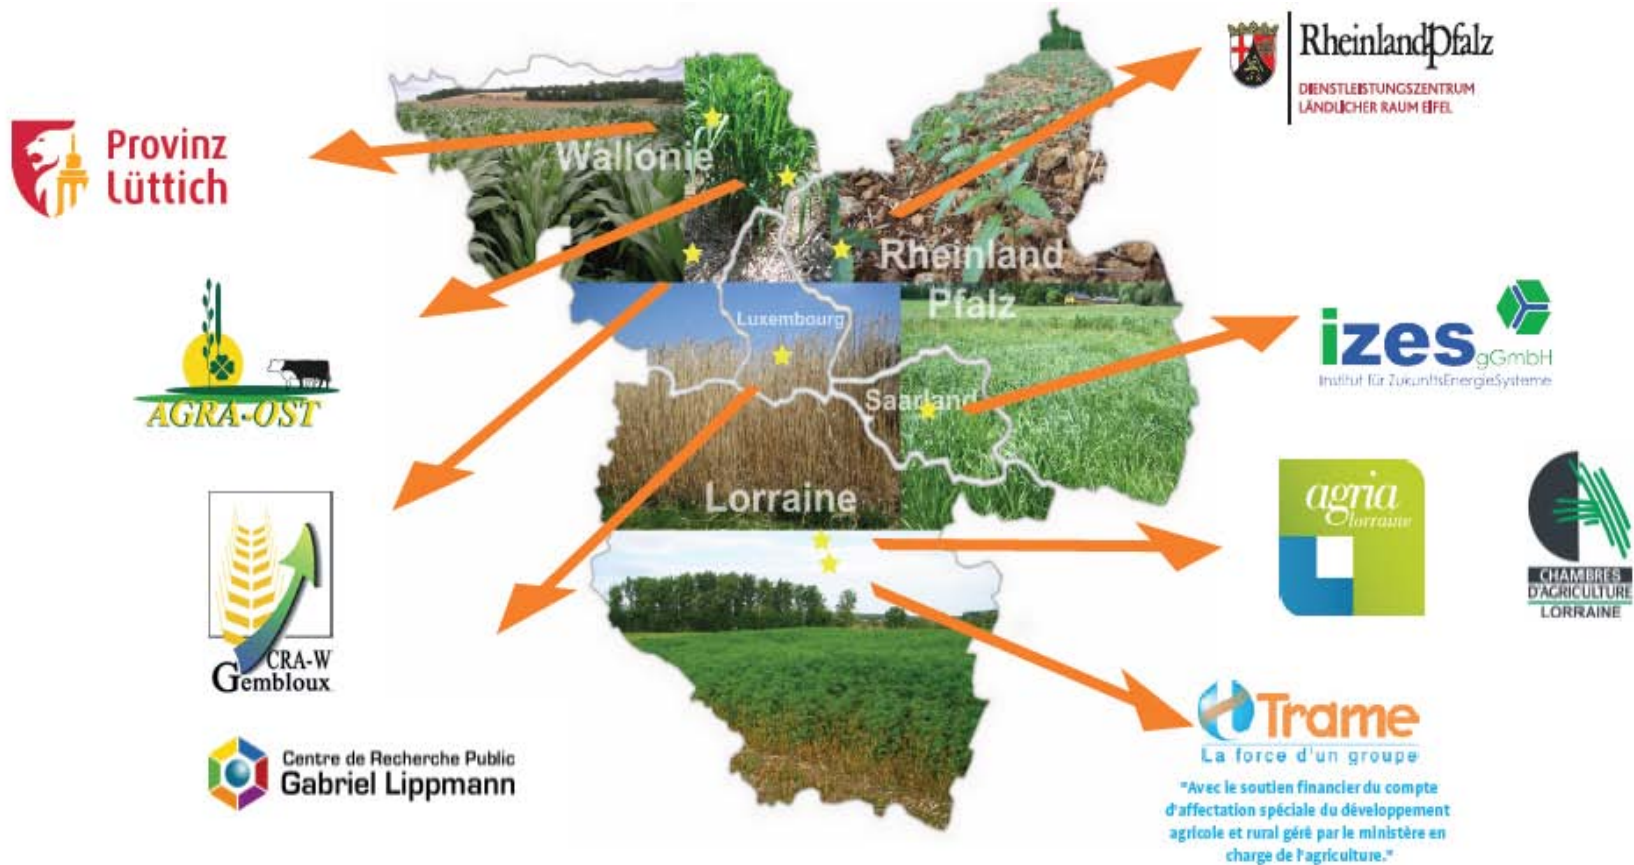 RheinlandPfalz
DIENSTLEISTUNGSZENTRUM
LÄNDLICHER RAUM EIFEL
Provinz
Lüttich
Wallonie
Rheinland
Pfalz
Luxembourg
Saarland
Lorraine
izes gGmbH
Institut für ZukunftsEnergieSysteme
AGRA-OST
agria
lorraine
CHAMBRES
D'AGRICULTURE
LORRAINE
CRA-W
Gembloux
Centre de Recherche Public
Gabriel Lippmann
Trame
La force d'un groupe
"Avec le soutien financier du compte
d'affectation spéciale du développement
agricole et rural géré par le ministère en
charge de l'agriculture."